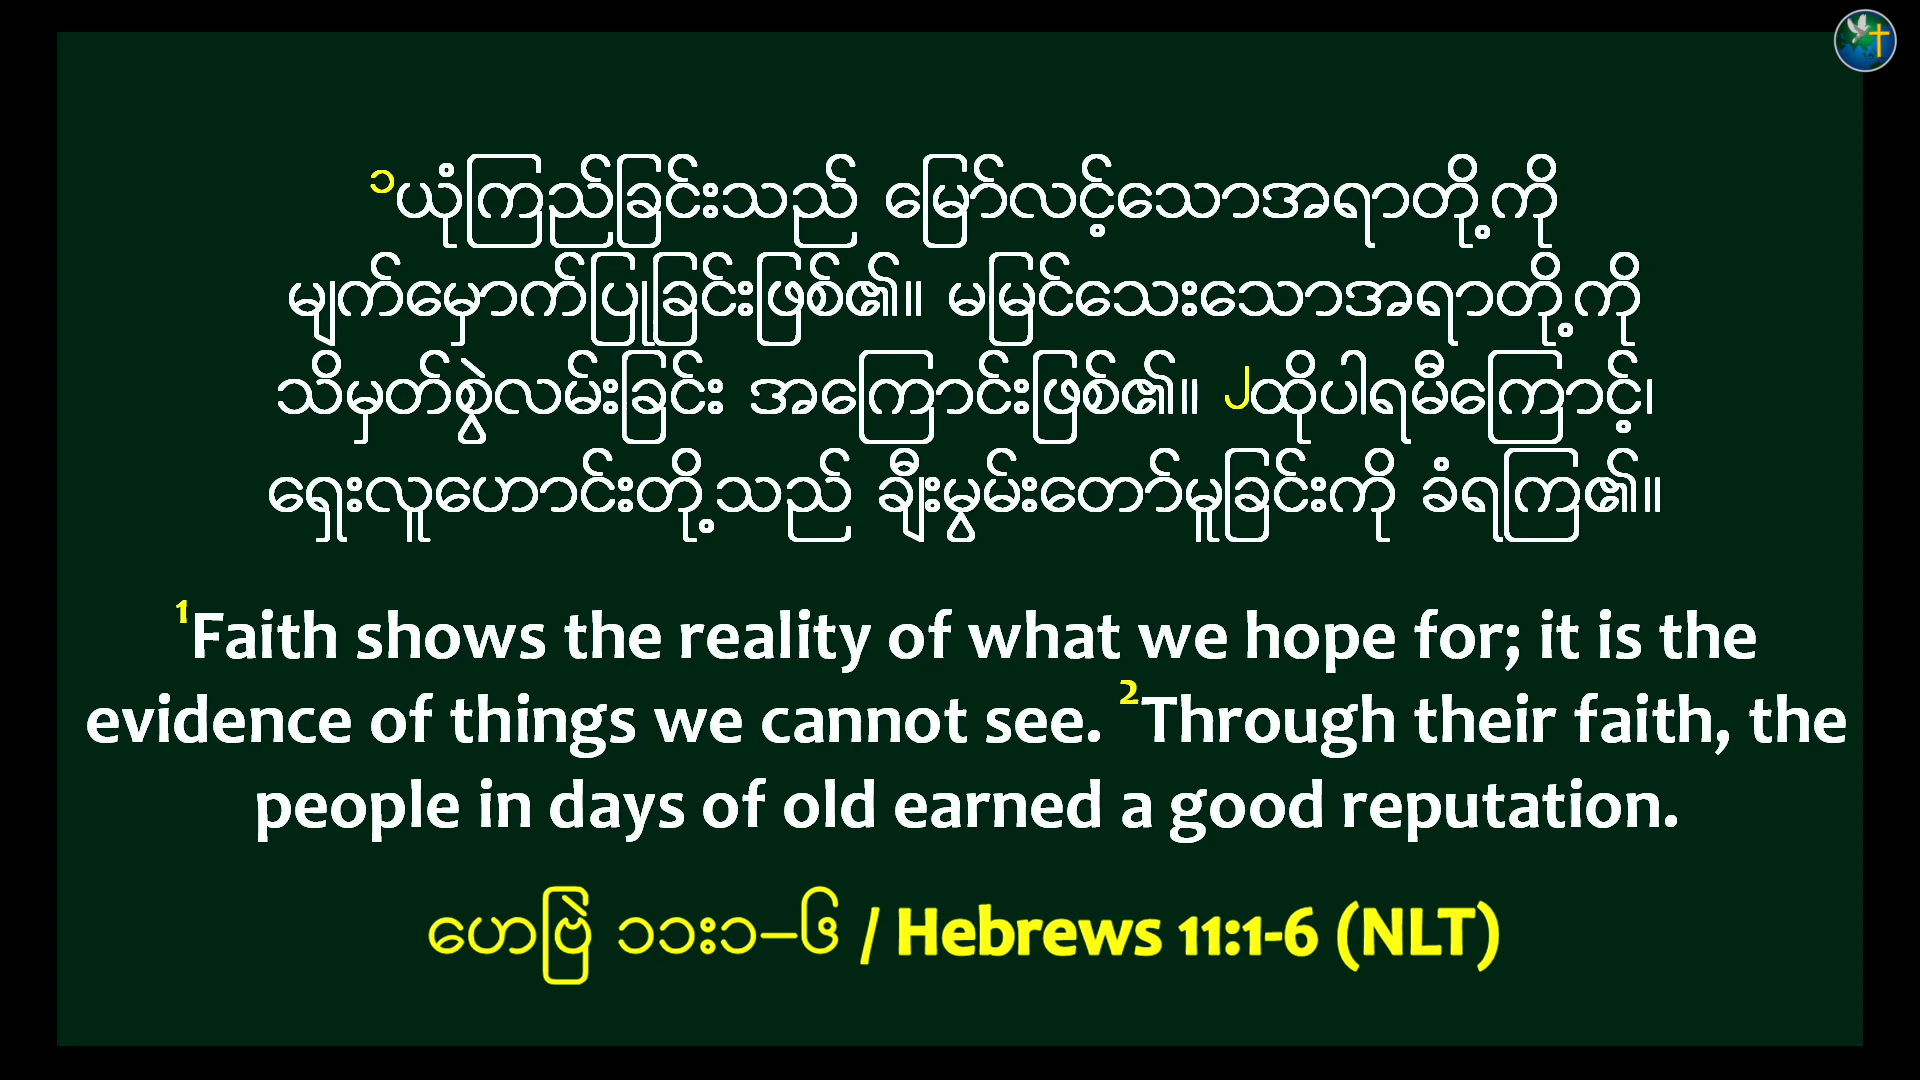 ၁ယုံကြည်ခြင်းသည် မြော်လင့်သောအရာတို့ကို
မျက်မှောက်ပြုခြင်းဖြစ်၏။ မမြင်သေးသောအရာတို့ကို
သိမှတ်စွဲလမ်းခြင်း အကြောင်းဖြစ်၏။ ၂ထိုပါရမီကြောင့်၊
ရှေးလူဟောင်းတို့သည် ချီးမွမ်းတော်မူခြင်းကို ခံရကြ၏။
1Faith shows the reality of what we hope for; it is the
evidence of things we cannot see. 2Through their faith, the
people in days of old earned a good reputation.
ဟေဗြဲ ၁၁း၁–၆ / Hebrews 11:1-6 (NLT)